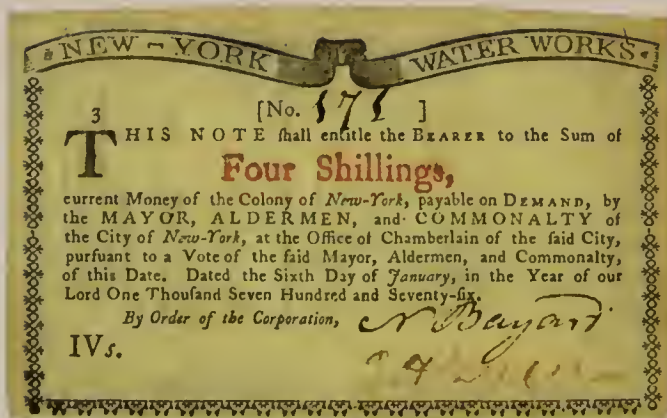 NEW-YORK WATER WORKS.
3
[No. 171 ]
THIS NOTE ſhall entitle the BEARER to the Sum of
Four Shillings,
current Money of the Colony of New-York, payable on DEMAND, by
the MAYOR, ALDERMEN, and COMMONALTY of
the City of New-York, at the Office of Chamberlain of the ſaid City,
purſuant to a Vote of the ſaid Mayor, Aldermen, and Commonalty,
of this Date. Dated the Sixth Day of January, in the Year of our
Lord One Thouſand Seven Hundred and Seventy-ſix.
By Order of the Corporation, N Bayard
IVs.